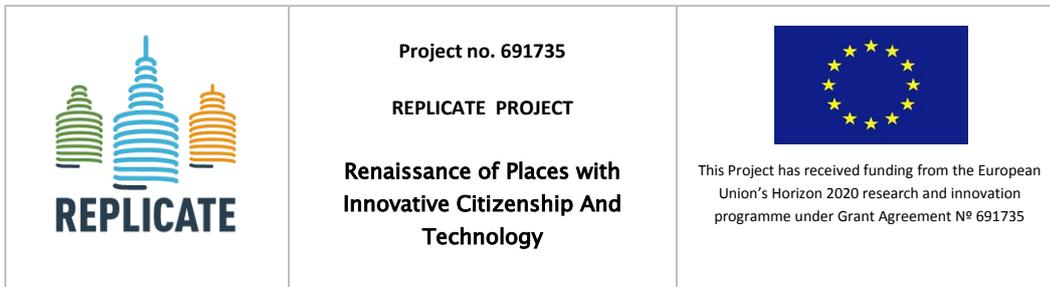 REPLICATE
Project no. 691735
REPLICATE PROJECT
Renaissance of Places with
Innovative Citizenship And
Technology
This Project has received funding from the European
Union’s Horizon 2020 research and innovation
programme under Grant Agreement Nº 691735